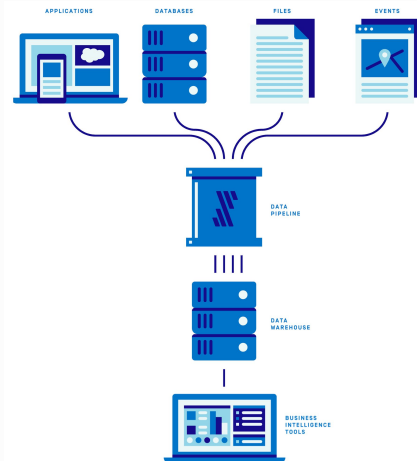 APPLICATIONS
DATABASES
FILES
EVENTS
DATA
PIPELINE
DATA
WAREHOUSE
BUSINESS
INTELLIGENCE
TOOLS